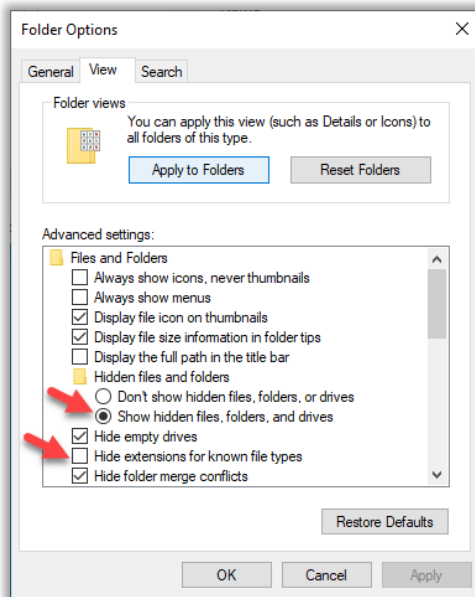 Folder Options
General
View
Search
Folder views
You can apply this view (such as Details or Icons) to
all folders of this type.
Apply to Folders
Reset Folders
Advanced settings:
Files and Folders
Always show icons, never thumbnails
Always show menus
Display file icon on thumbnails
Display file size information in folder tips
Display the full path in the title bar
Hidden files and folders
Don't show hidden files, folders, or drives
Show hidden files, folders, and drives
Hide empty drives
Hide extensions for known file types
Hide folder merge conflicts
Restore Defaults
OK
Cancel
Apply